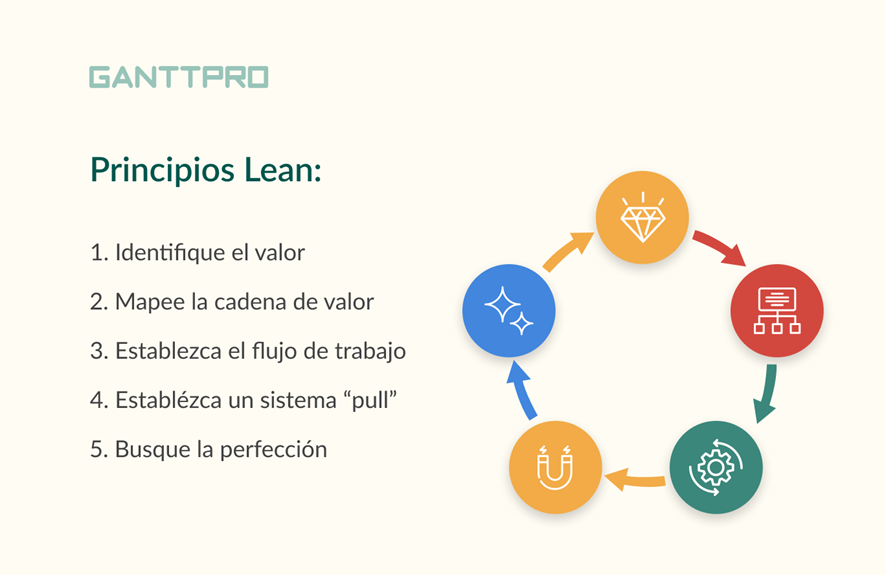 GANTTPRO
Principios Lean:
1. Identifique el valor
2. Mapee la cadena de valor
3. Establezca el flujo de trabajo
4. Establézca un sistema “pull”
5. Busque la perfección